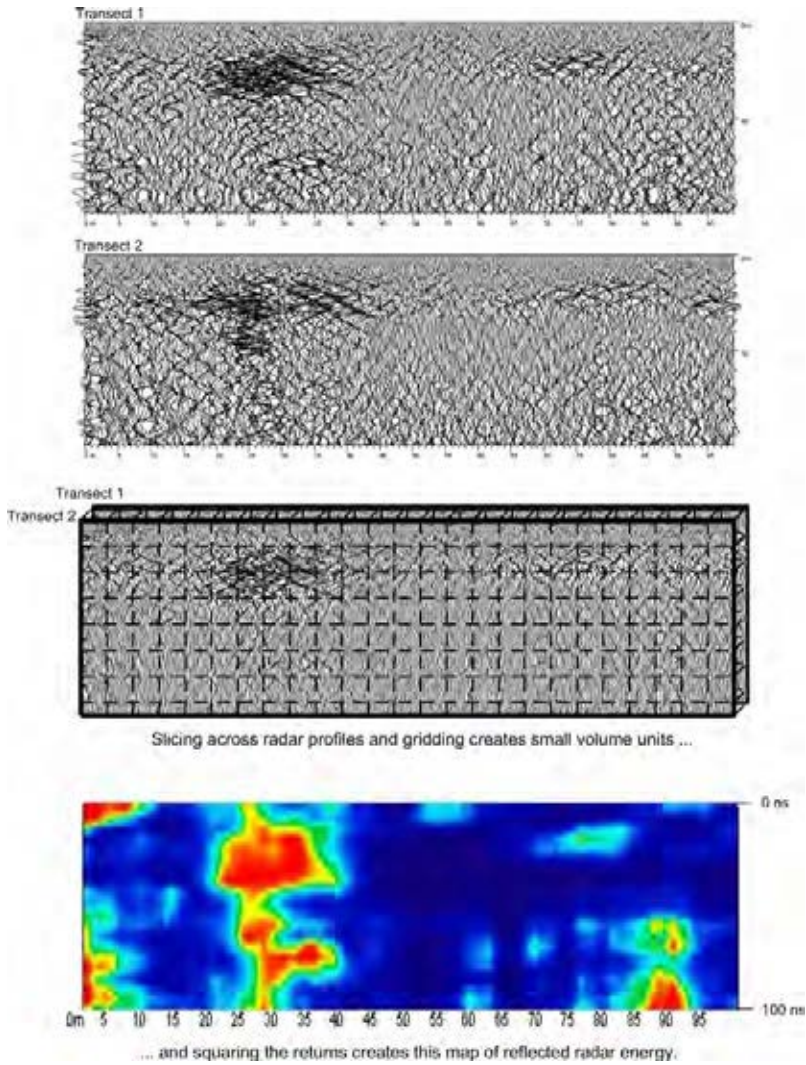 Transect 1
Transect 2
Transect 1
Transect 2
Slicing across radar profiles and gridding creates small volume units ...
0 ns
100 ns
0m 5 10 15 20 25 30 35 40 45 50 55 60 65 70 75 80 85 90 95
... and squaring the returns creates this map of reflected radar energy.